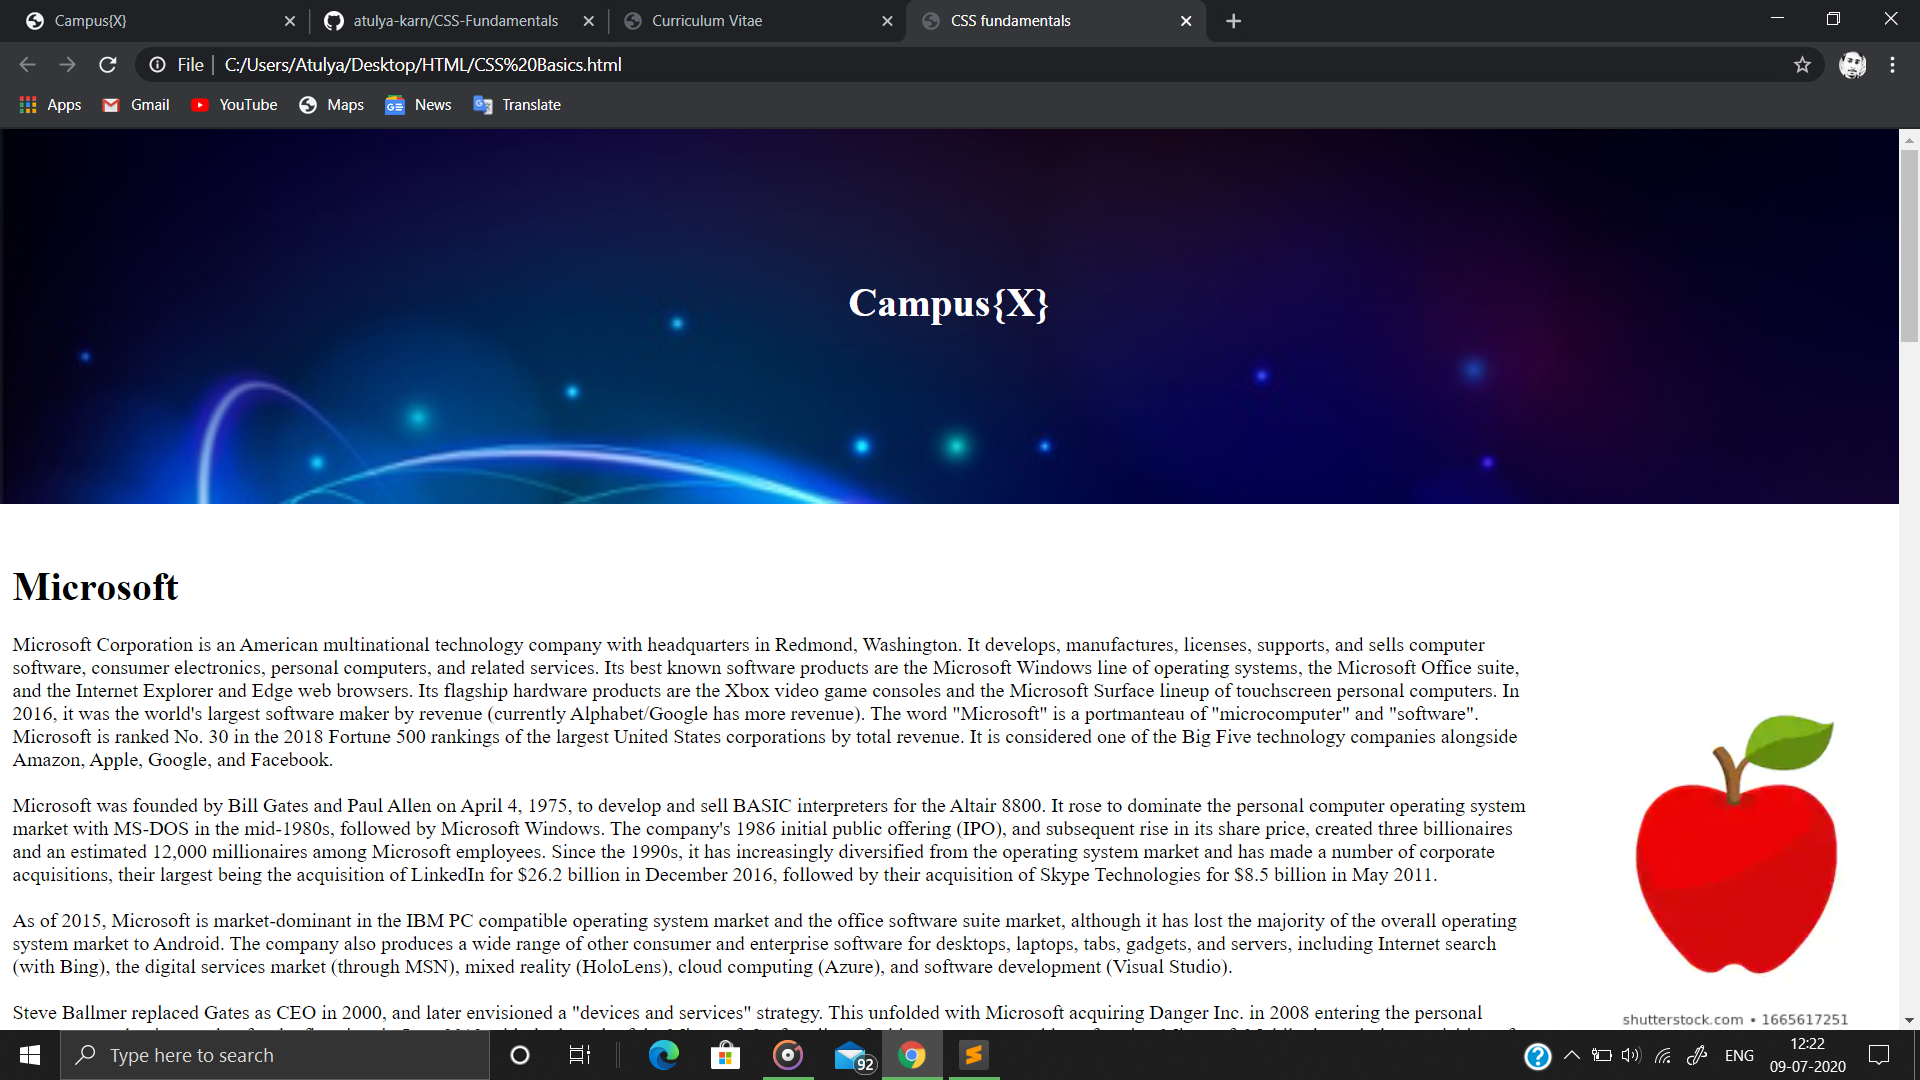 Campus{X}
atulya-karn/CSS-Fundamentals
Curriculum Vitae
CSS fundamentals
File
C:/Users/Atulya/Desktop/HTML/CSS%20Basics.html
Apps
Gmail
YouTube
Maps
News
Translate
Campus{X}
Microsoft
Microsoft Corporation is an American multinational technology company with headquarters in Redmond, Washington. It develops, manufactures, licenses, supports, and sells computer
software, consumer electronics, personal computers, and related services. Its best known software products are the Microsoft Windows line of operating systems, the Microsoft Office suite,
and the Internet Explorer and Edge web browsers. Its flagship hardware products are the Xbox video game consoles and the Microsoft Surface lineup of touchscreen personal computers. In
2016, it was the world's largest software maker by revenue (currently Alphabet/Google has more revenue). The word "Microsoft" is a portmanteau of "microcomputer" and "software".
Microsoft is ranked No. 30 in the 2018 Fortune 500 rankings of the largest United States corporations by total revenue. It is considered one of the Big Five technology companies alongside
Amazon, Apple, Google, and Facebook.
Microsoft was founded by Bill Gates and Paul Allen on April 4, 1975, to develop and sell BASIC interpreters for the Altair 8800. It rose to dominate the personal computer operating system
market with MS-DOS in the mid-1980s, followed by Microsoft Windows. The company's 1986 initial public offering (IPO), and subsequent rise in its share price, created three billionaires
and an estimated 12,000 millionaires among Microsoft employees. Since the 1990s, it has increasingly diversified from the operating system market and has made a number of corporate
acquisitions, their largest being the acquisition of LinkedIn for $26.2 billion in December 2016, followed by their acquisition of Skype Technologies for $8.5 billion in May 2011.
As of 2015, Microsoft is market-dominant in the IBM PC compatible operating system market and the office software suite market, although it has lost the majority of the overall operating
system market to Android. The company also produces a wide range of other consumer and enterprise software for desktops, laptops, tabs, gadgets, and servers, including Internet search
(with Bing), the digital services market (through MSN), mixed reality (HoloLens), cloud computing (Azure), and software development (Visual Studio).
Steve Ballmer replaced Gates as CEO in 2000, and later envisioned a "devices and services" strategy. This unfolded with Microsoft acquiring Danger Inc. in 2008 entering the personal
shutterstock.com • 1665617251
Type here to search
92
ENG
12:22
09-07-2020